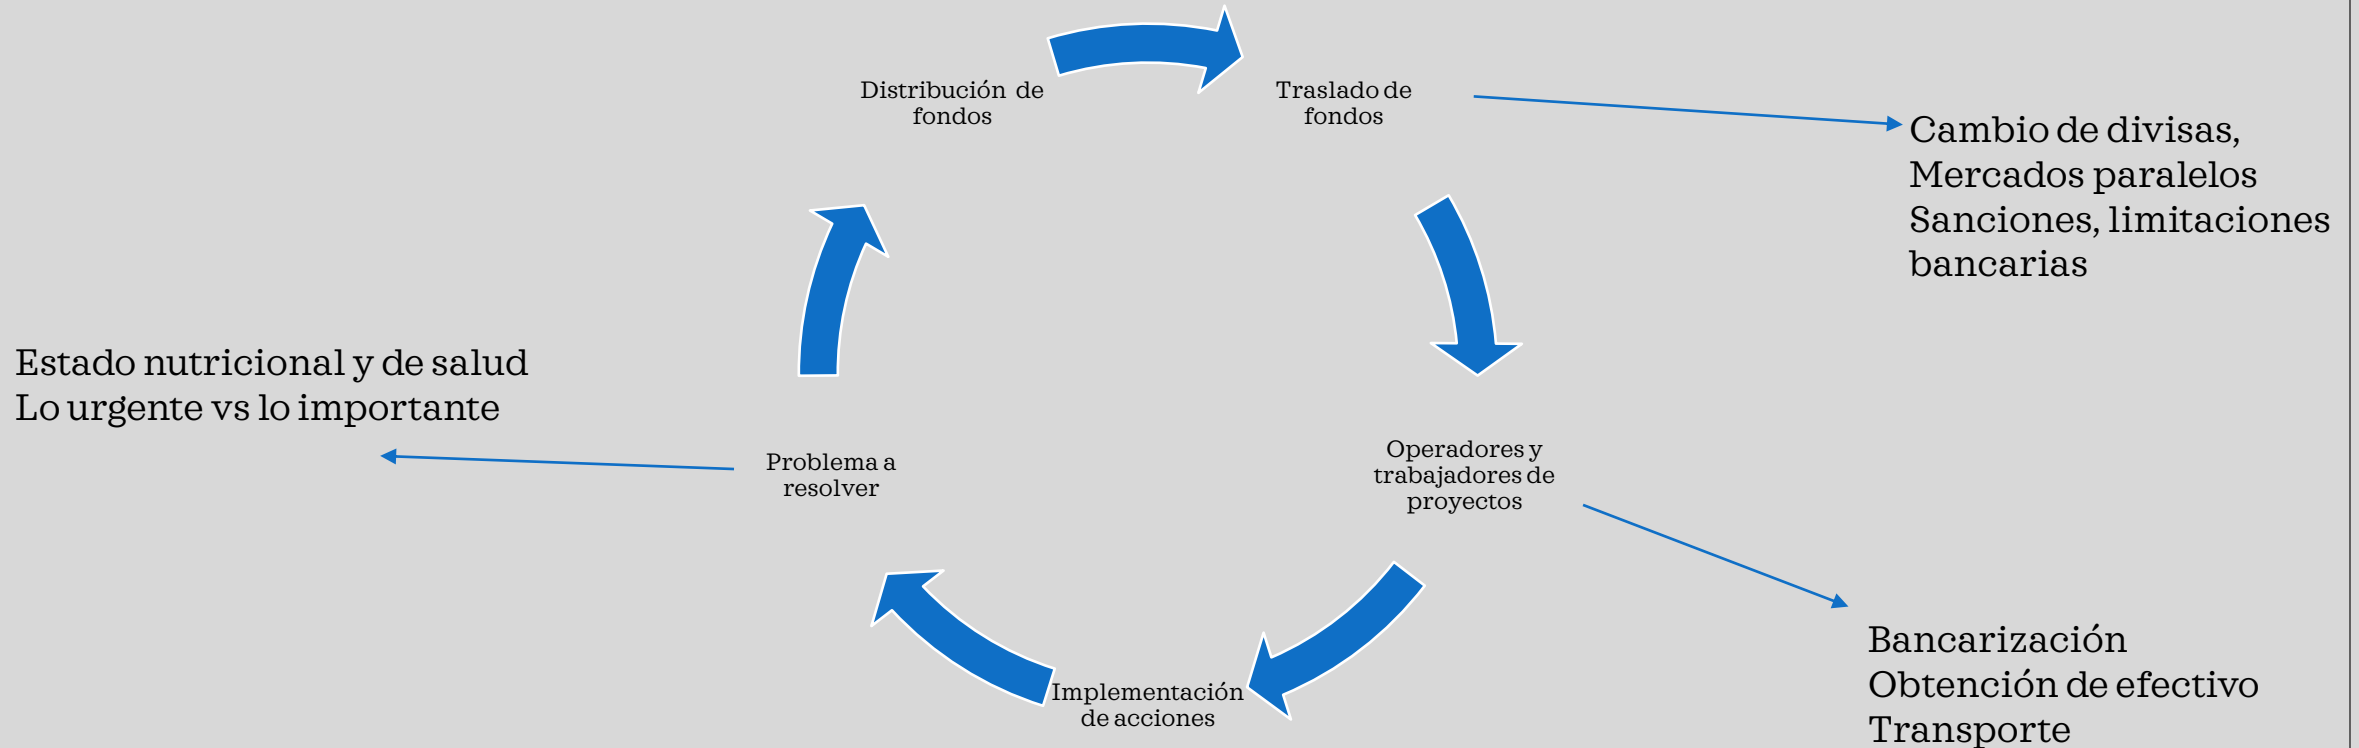 Distribución de
fondos
Traslado de
fondos
Cambio de divisas,
Mercados paralelos
Sanciones, limitaciones
bancarias
Estado nutricional y de salud
Lo urgente vs lo importante
Problema a
resolver
Operadores y
trabajadores de
proyectos
Implementación
de acciones
Bancarización
Obtención de efectivo
Transporte